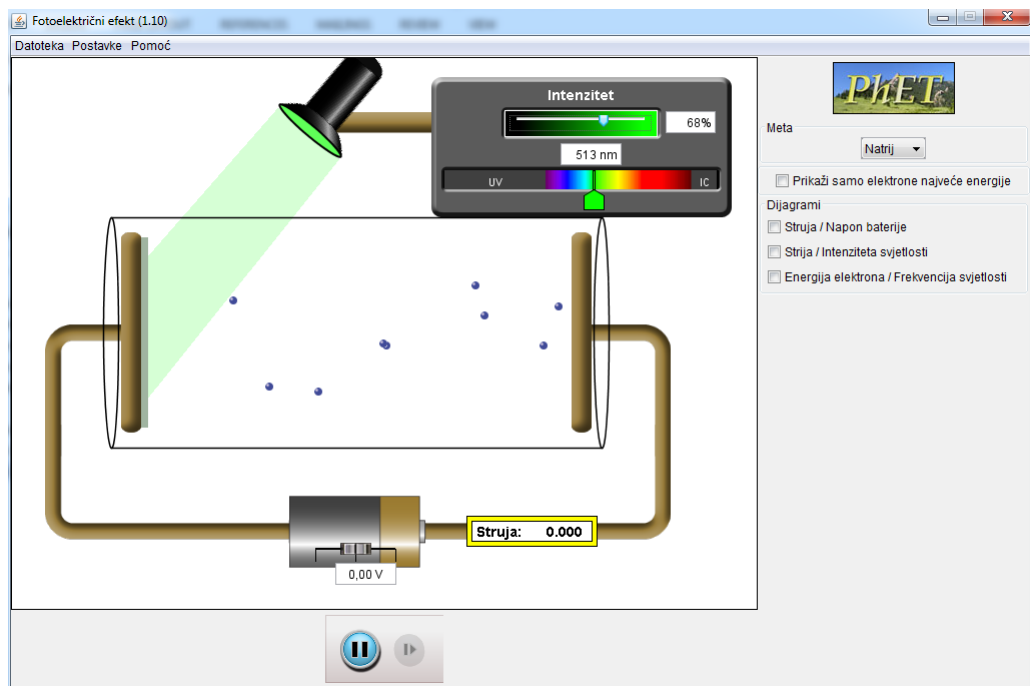 Fotoelektrični efekt (1.10)
Datoteka Postavke Pomoć
Intenzitet
68%
513 nm
UV
IC
PhET
Meta
Natrij
Prikaži samo elektrone najveće energije
Dijagrami
Struja / Napon baterije
Strija / Intenziteta svjetlosti
Energija elektrona / Frekvencija svjetlosti
Struja: 0.000
0,00 V